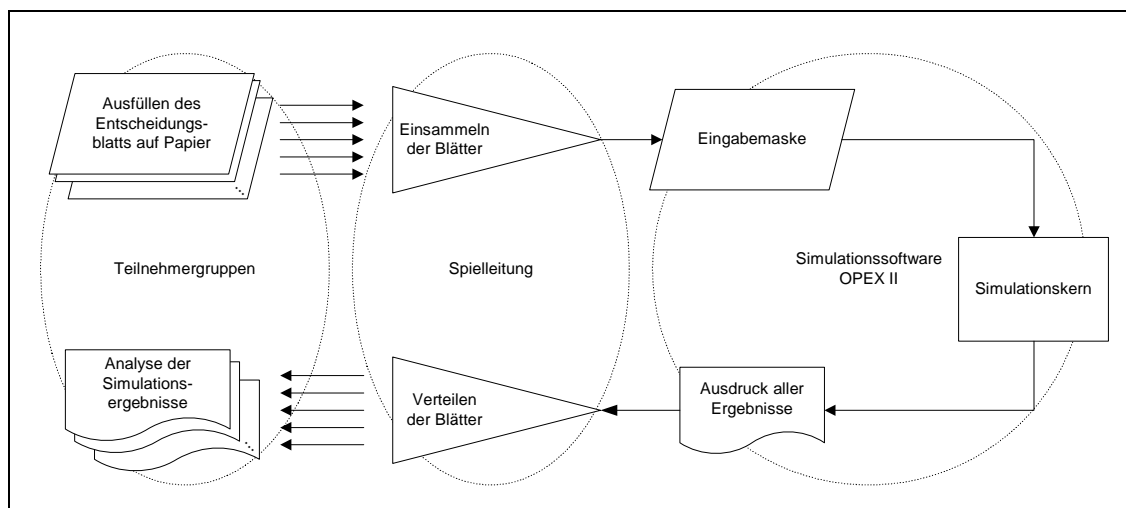 Ausfüllen des
Entscheidungs-
blatts auf Papier
Einsammeln
der Blätter
Eingabemaske
Teilnehmergruppen
Spielleitung
Simulationssoftware
OPEX II
Simulationskern
Analyse der
Simulations-
ergebnisse
Verteilen
der Blätter
Ausdruck aller
Ergebnisse